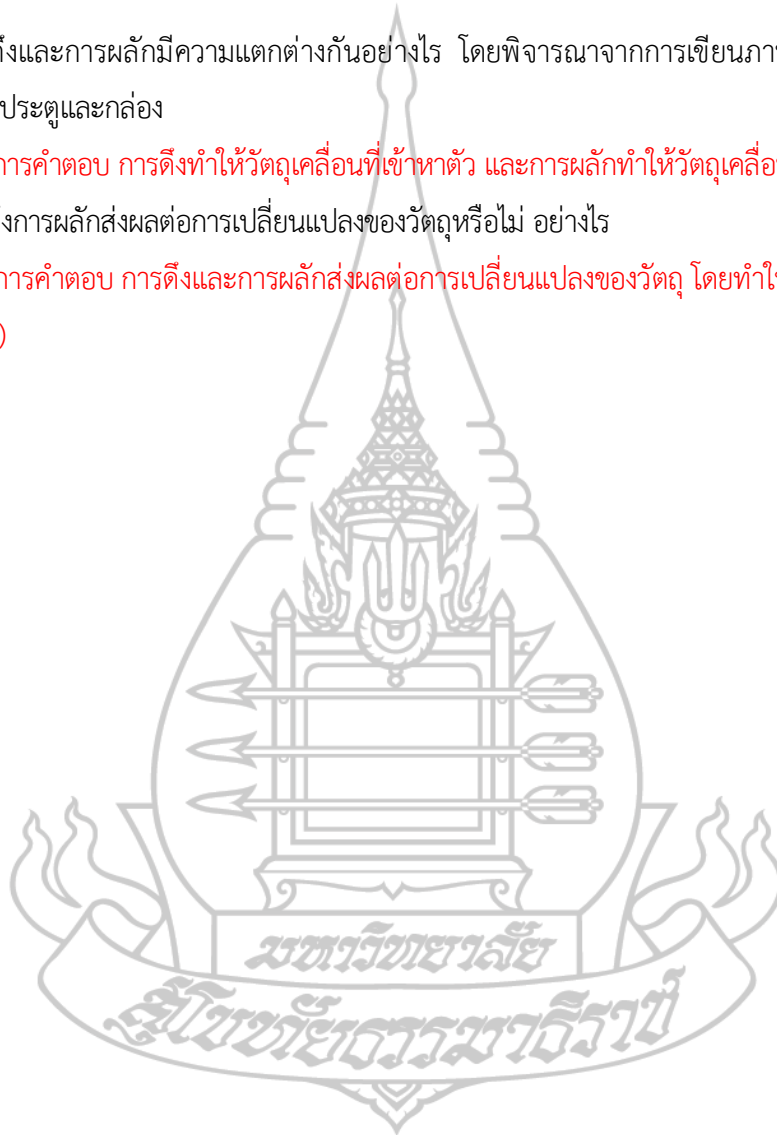 ดึงและการผลักมีความแตกต่างกันอย่างไร โดยพิจารณาจากการเขียนภา
ประตูและกล่อง
การคำตอบ การดึงทำให้วัตถุเคลื่อนที่เข้าหาตัว และการผลักทำให้วัตถุเคลื่อ
การผลักส่งผลต่อการเปลี่ยนแปลงของวัตถุหรือไม่ อย่างไร
การคำตอบ การดึงและการผลักส่งผลต่อการเปลี่ยนแปลงของวัตถุ โดยทำให
)
มหาวิทยาลัย
สุโขทัยธรรมาธิราช